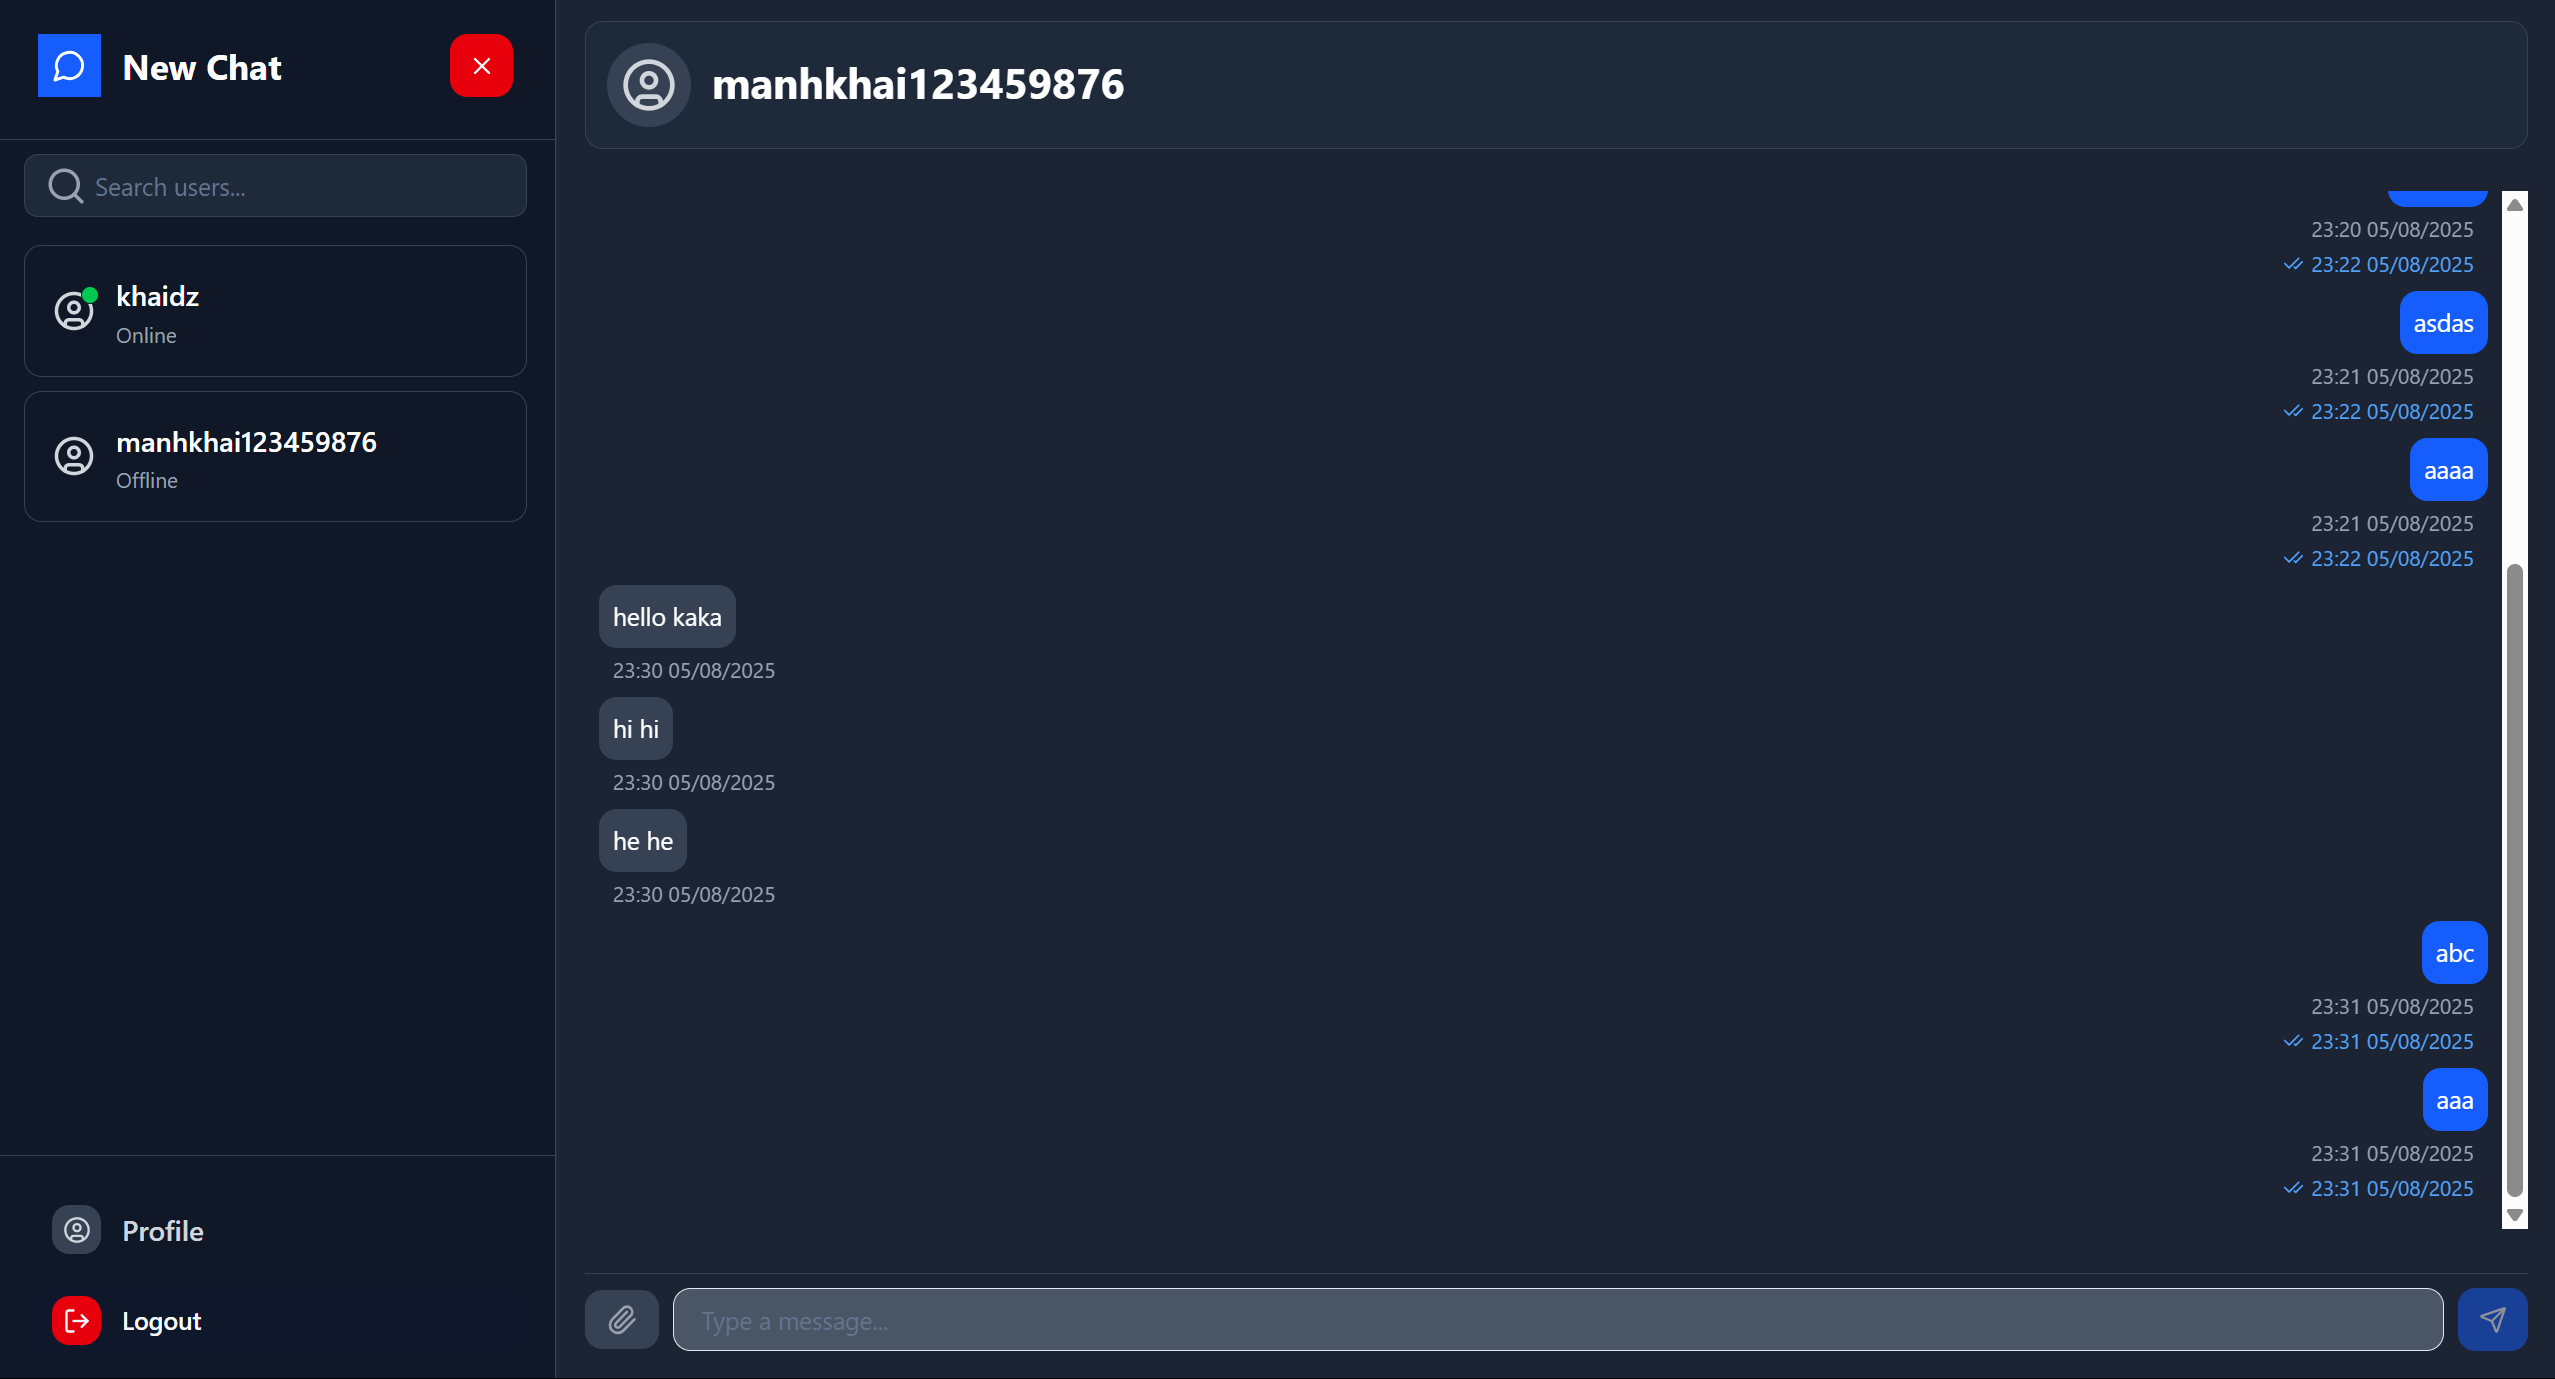 New Chat
Search users...
khaidz
Online
manhkhai123459876
Offline
Profile
Logout
manhkhai123459876
23:20 05/08/2025
23:22 05/08/2025
asdas
23:21 05/08/2025
23:22 05/08/2025
aaaa
23:21 05/08/2025
23:22 05/08/2025
hello kaka
23:30 05/08/2025
hi hi
23:30 05/08/2025
he he
23:30 05/08/2025
abc
23:31 05/08/2025
23:31 05/08/2025
aaa
23:31 05/08/2025
23:31 05/08/2025
Type a message...